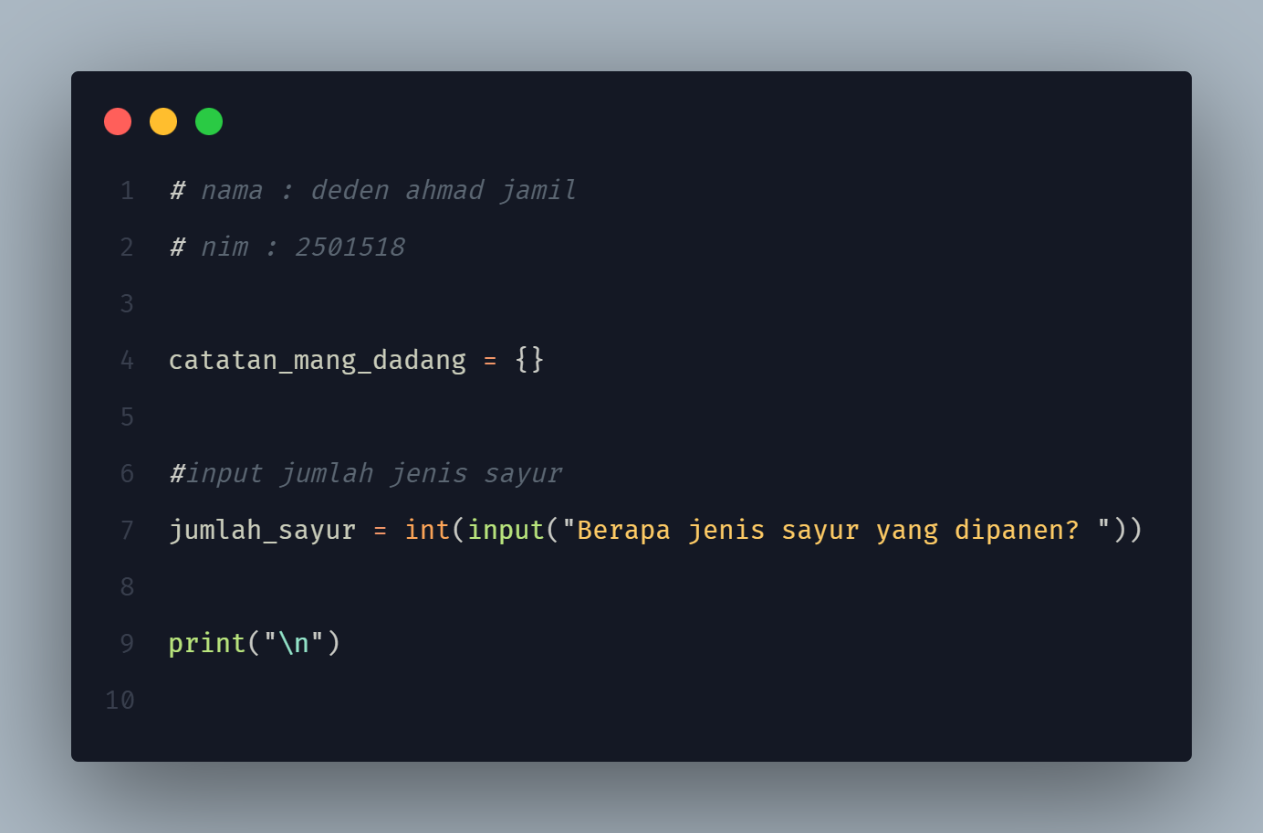 1 # nama : deden ahmad jamil
2 # nim : 2501518
3
4 catatan_mang_dadang = {}
5
6 #input jumlah jenis sayur
7 jumlah_sayur = int(input("Berapa jenis sayur yang dipanen? "))
8
9 print("\n")
10